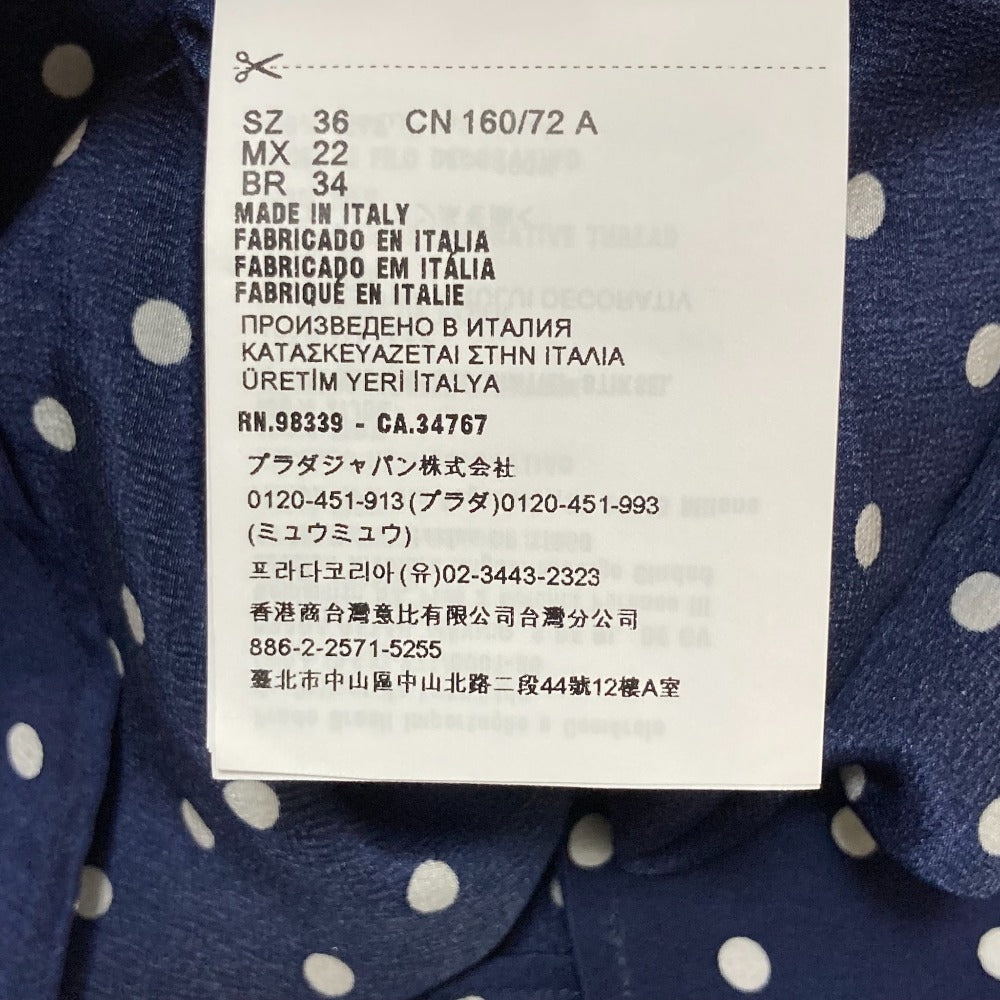 SZ 36 CN 160/72 A
MX 22
BR 34
MADE IN ITALY
FABRICADO EN ITALIA
FABRICADO EM ITÁLIA
FABRIQUÉ EN ITALIE
ПРОИЗВЕДЕНО В ИТАЛИЯ
ΚΑΤΑΣΚΕΥΑΖΕΤΑΙ ΣΤΗΝ ΙΤΑΛΙΑ
ÜRETİM YERİ İTALYA
RN.98339 - CA.34767
プラダジャパン株式会社
0120-451-913(プラダ)0120-451-993
(ミュウミュウ)
프라다코리아(유)02-3443-2323
香港商台灣意比有限公司台灣分公司
886-2-2571-5255
臺北市中山區中山北路二段44號12樓A室